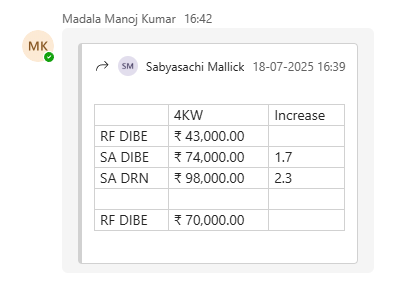 Madala Manoj Kumar 16:42
MK
SM Sabyasachi Mallick 18-07-2025 16:39
4KW Increase
RF DIBE ₹ 43,000.00
SA DIBE ₹ 74,000.00 1.7
SA DRN ₹ 98,000.00 2.3
RF DIBE ₹ 70,000.00